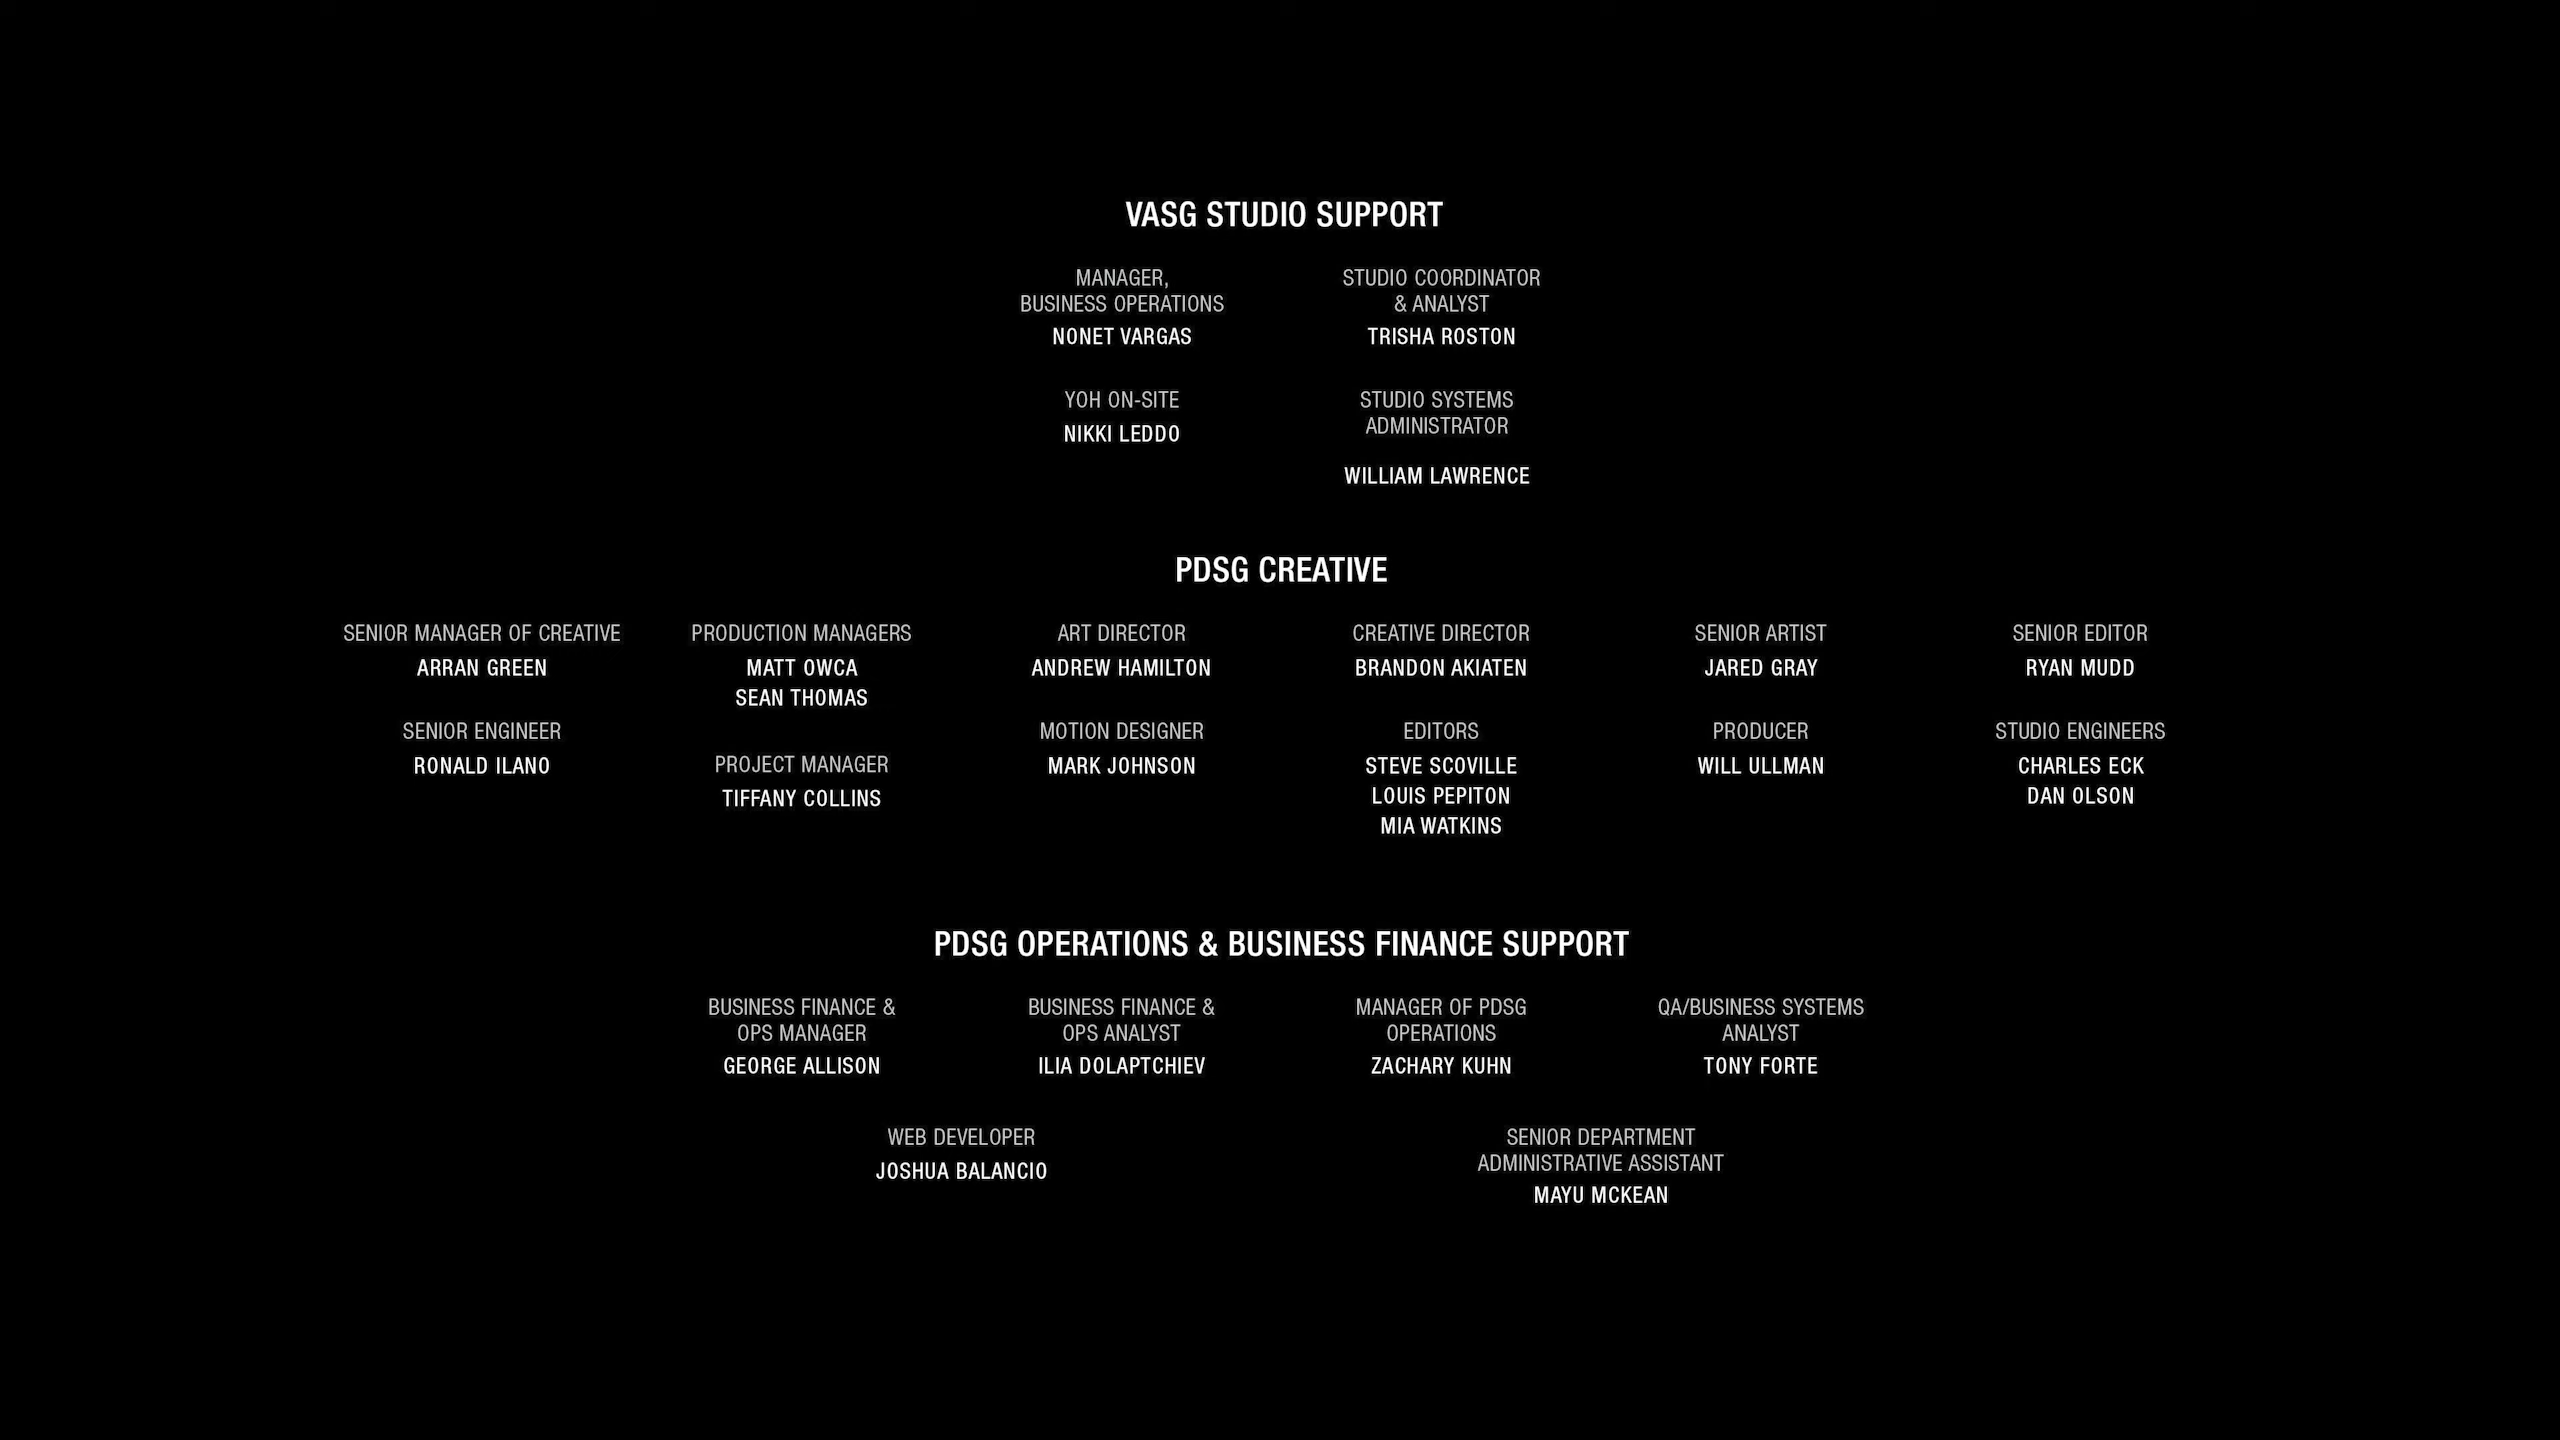 VASG STUDIO SUPPORT
MANAGER,
BUSINESS OPERATIONS
NONET VARGAS
STUDIO COORDINATOR
& ANALYST
TRISHA ROSTON
YOH ON-SITE
NIKKI LEDDO
STUDIO SYSTEMS
ADMINISTRATOR
WILLIAM LAWRENCE
PDSG CREATIVE
SENIOR MANAGER OF CREATIVE
ARRAN GREEN
PRODUCTION MANAGERS
MATT OWCA
SEAN THOMAS
ART DIRECTOR
ANDREW HAMILTON
CREATIVE DIRECTOR
BRANDON AKIATEN
SENIOR ARTIST
JARED GRAY
SENIOR EDITOR
RYAN MUDD
SENIOR ENGINEER
RONALD ILANO
PROJECT MANAGER
TIFFANY COLLINS
MOTION DESIGNER
MARK JOHNSON
EDITORS
STEVE SCOVILLE
LOUIS PEPITON
MIA WATKINS
PRODUCER
WILL ULLMAN
STUDIO ENGINEERS
CHARLES ECK
DAN OLSON
PDSG OPERATIONS & BUSINESS FINANCE SUPPORT
BUSINESS FINANCE &
OPS MANAGER
GEORGE ALLISON
BUSINESS FINANCE &
OPS ANALYST
ILIA DOLAPTCHIEV
MANAGER OF PDSG
OPERATIONS
ZACHARY KUHN
QA/BUSINESS SYSTEMS
ANALYST
TONY FORTE
WEB DEVELOPER
JOSHUA BALANCIO
SENIOR DEPARTMENT
ADMINISTRATIVE ASSISTANT
MAYU MCKEAN